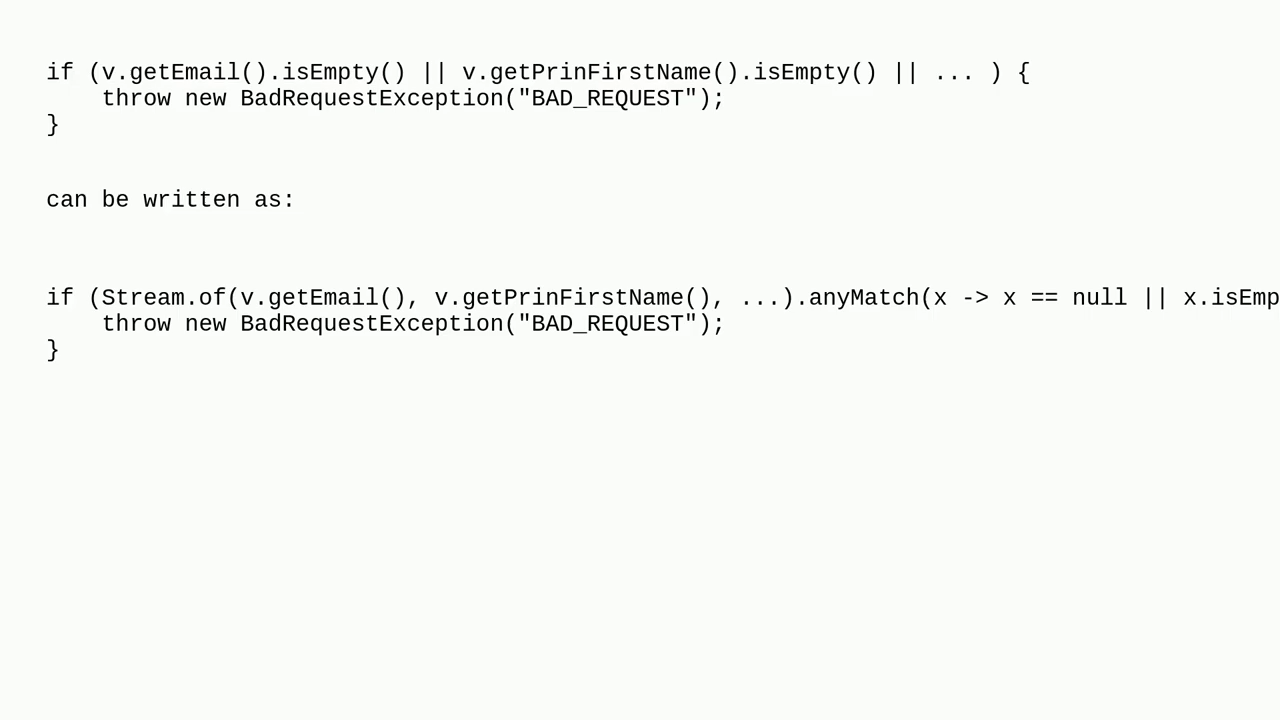 if (v.getEmail().isEmpty() || v.getPrinFirstName().isEmpty() || ... ) {
    throw new BadRequestException("BAD_REQUEST");
}
can be written as:
if (Stream.of(v.getEmail(), v.getPrinFirstName(), ...).anyMatch(x -> x == null || x.isEmp
    throw new BadRequestException("BAD_REQUEST");
}